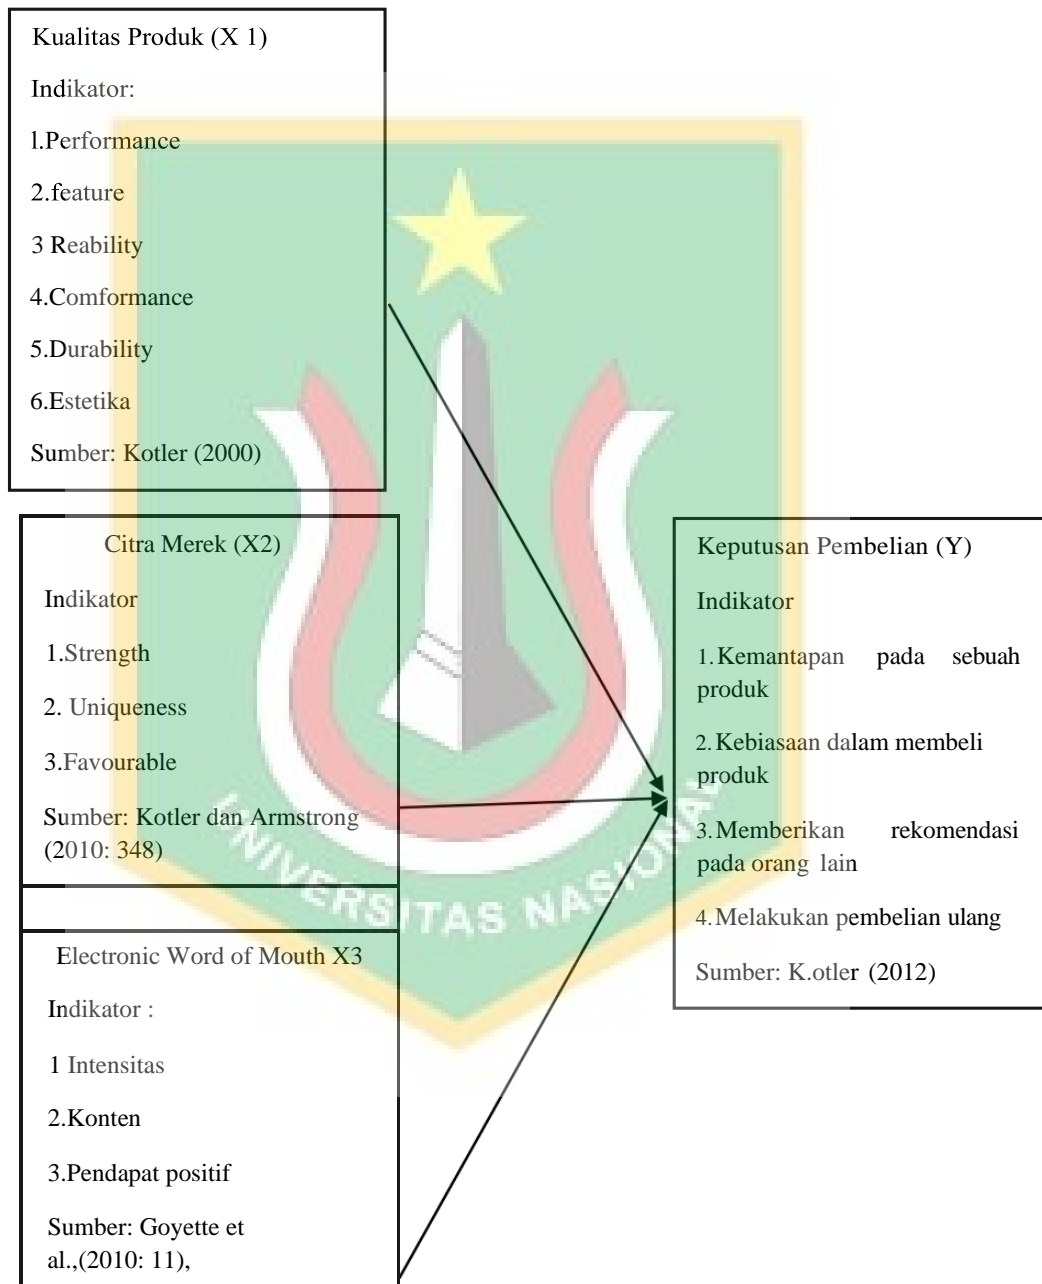 Kualitas Produk (X 1)
Indikator:
l.Performance
2.feature
3 Reability
4.Comformance
5.Durability
6.Estetika
Sumber: Kotler (2000)
Citra Merek (X2)
Indikator
1.Strength
2. Uniqueness
3.Favourable
Sumber: Kotler dan Armstrong
(2010: 348)
Electronic Word of Mouth X3
Indikator :
1 Intensitas
2.Konten
3.Pendapat positif
Sumber: Goyette et
al.,(2010: 11),
Keputusan Pembelian (Y)
Indikator
1.Kemantapan pada sebuah
produk
2.Kebiasaan dalam membeli
produk
3.Memberikan rekomendasi
pada orang lain
4.Melakukan pembelian ulang
Sumber: K.otler (2012)
UNIVERSITAS NASIONAL